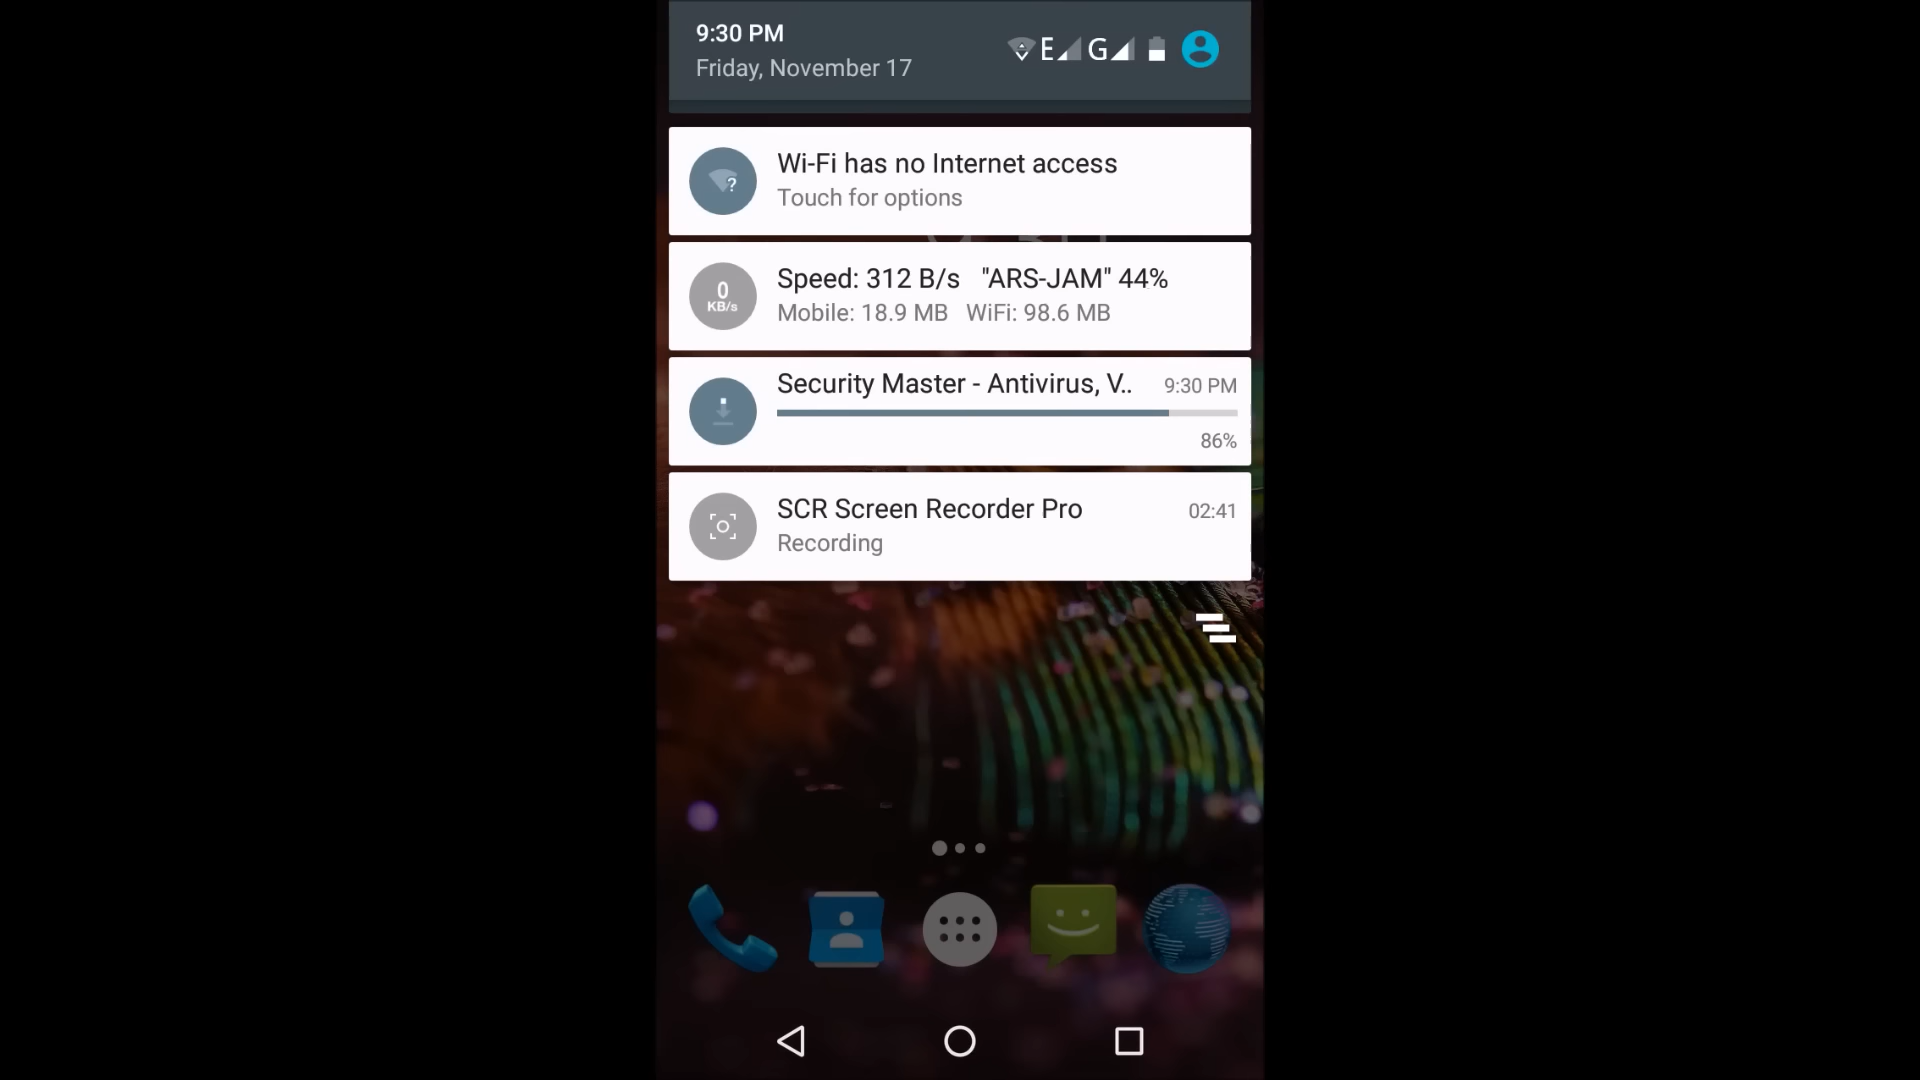 9:30 PM
Friday, November 17
E G
Wi-Fi has no Internet access
Touch for options
Speed: 312 B/s "ARS-JAM" 44%
0
KB/s
Mobile: 18.9 MB WiFi: 98.6 MB
Security Master - Antivirus, V.. 9:30 PM
86%
SCR Screen Recorder Pro 02:41
Recording